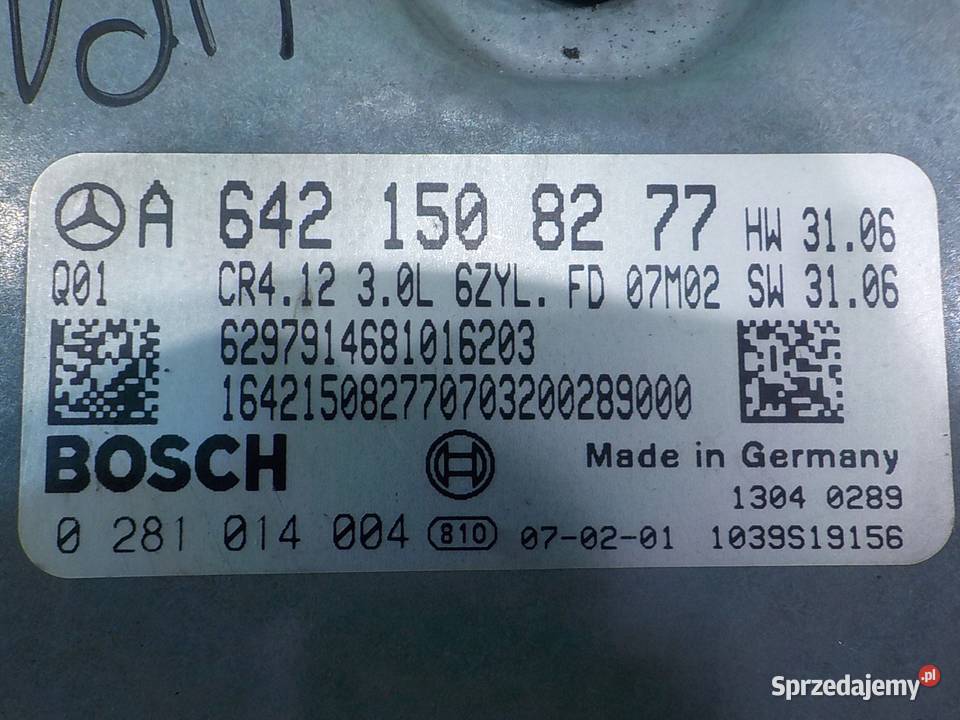 A 642 150 82 77 HW 31.06
Q01 CR4.12 3.0L 6ZYL. FD 07M02 SW 31.06
6297914681016203
164215082770703200289000
BOSCH Made in Germany
1304 0289
0 281 014 004 810 07-02-01 1039S19156
Sprzedajemy.pl